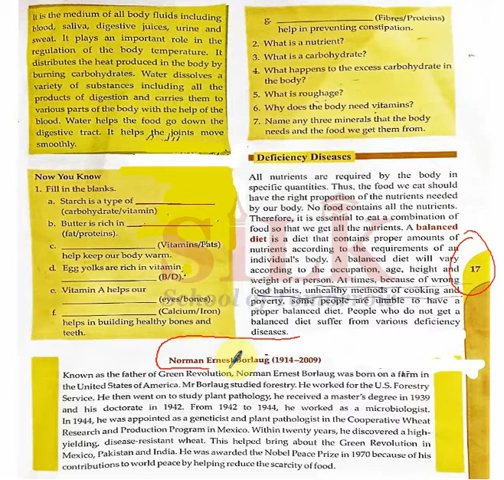 It is the medium of all body fluids including
blood, saliva, digestive juices, urine and
sweat. It plays an important role in the
regulation of the body temperature. It
distributes the heat produced in the body by
burning carbohydrates. Water dissolves a
variety of substances including all the
products of digestion and carries them to
various parts of the body with the help of the
blood. Water helps the food go down the
digestive tract. It helps the joints move
smoothly.
Now You Know
1. Fill in the blanks.
a. Starch is a type of
(carbohydrate/vitamin)
b. Butter is rich in
(fat/proteins).
c. (Vitamins/Fats)
help keep our body warm.
d. Egg yolks are rich in vitamin
(B/D).
e. Vitamin A helps our
(eyes/bones).
f. (Calcium/Iron)
helps in building healthy bones and
teeth.
g. (Fibres/Proteins)
help in preventing constipation.
2. What is a nutrient?
3. What is a carbohydrate?
4. What happens to the excess carbohydrate in
the body?
5. What is roughage?
6. Why does the body need vitamins?
7. Name any three minerals that the body
needs and the food we get them from.
Deficiency Diseases
All nutrients are required by the body in
specific quantities. Thus, the food we eat should
have the right proportion of the nutrients needed
by our body. No food contains all the nutrients.
Therefore, it is essential to eat a combination of
food so that we get all the nutrients. A balanced
diet is a diet that contains proper amounts of
nutrients according to the requirements of an
individual's body. A balanced diet will vary
according to the occupation, age, height and
weight of a person. At times, because of wrong
food habits, unhealthy methods of cooking and
poverty, some people are unable to have a
proper balanced diet. People who do not get a
balanced diet suffer from various deficiency
diseases.
17
Norman Ernest Borlaug (1914–2009)
Known as the father of Green Revolution, Norman Ernest Borlaug was born on a farm in
the United States of America. Mr Borlaug studied forestry. He worked for the U.S. Forestry
Service. He then went on to study plant pathology, he received a master's degree in 1939
and his doctorate in 1942. From 1942 to 1944, he worked as a microbiologist.
In 1944, he was appointed as a geneticist and plant pathologist in the Cooperative Wheat
Research and Production Program in Mexico. Within twenty years, he discovered a high-
yielding, disease-resistant wheat. This helped bring about the Green Revolution in
Mexico, Pakistan and India. He was awarded the Nobel Peace Prize in 1970 because of his
contributions to world peace by helping reduce the scarcity of food.